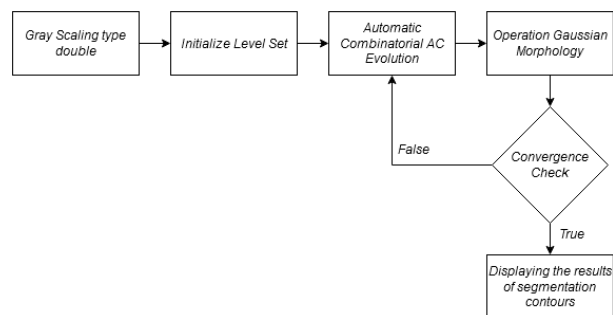 Gray Scaling type
double
Initialize Level Set
Automatic
Combinatorial AC
Evolution
Operation Gaussian
Morphology
Convergence
Check
False
True
Displaying the results
of segmentation
contours